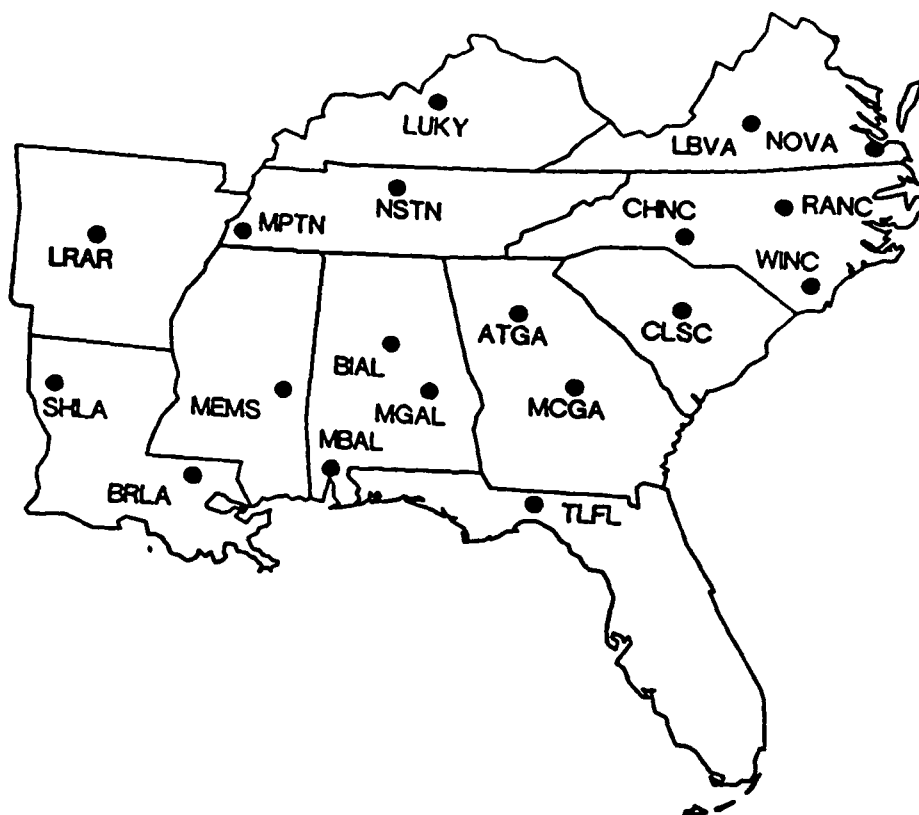 LUKY
LBVA
NOVA
NSTN
MPTN
CHNC
RANC
LRAR
WINC
ATGA
CLSC
BIAL
SHLA
MEMS
MGAL
MCGA
MBAL
BRLA
TLFL